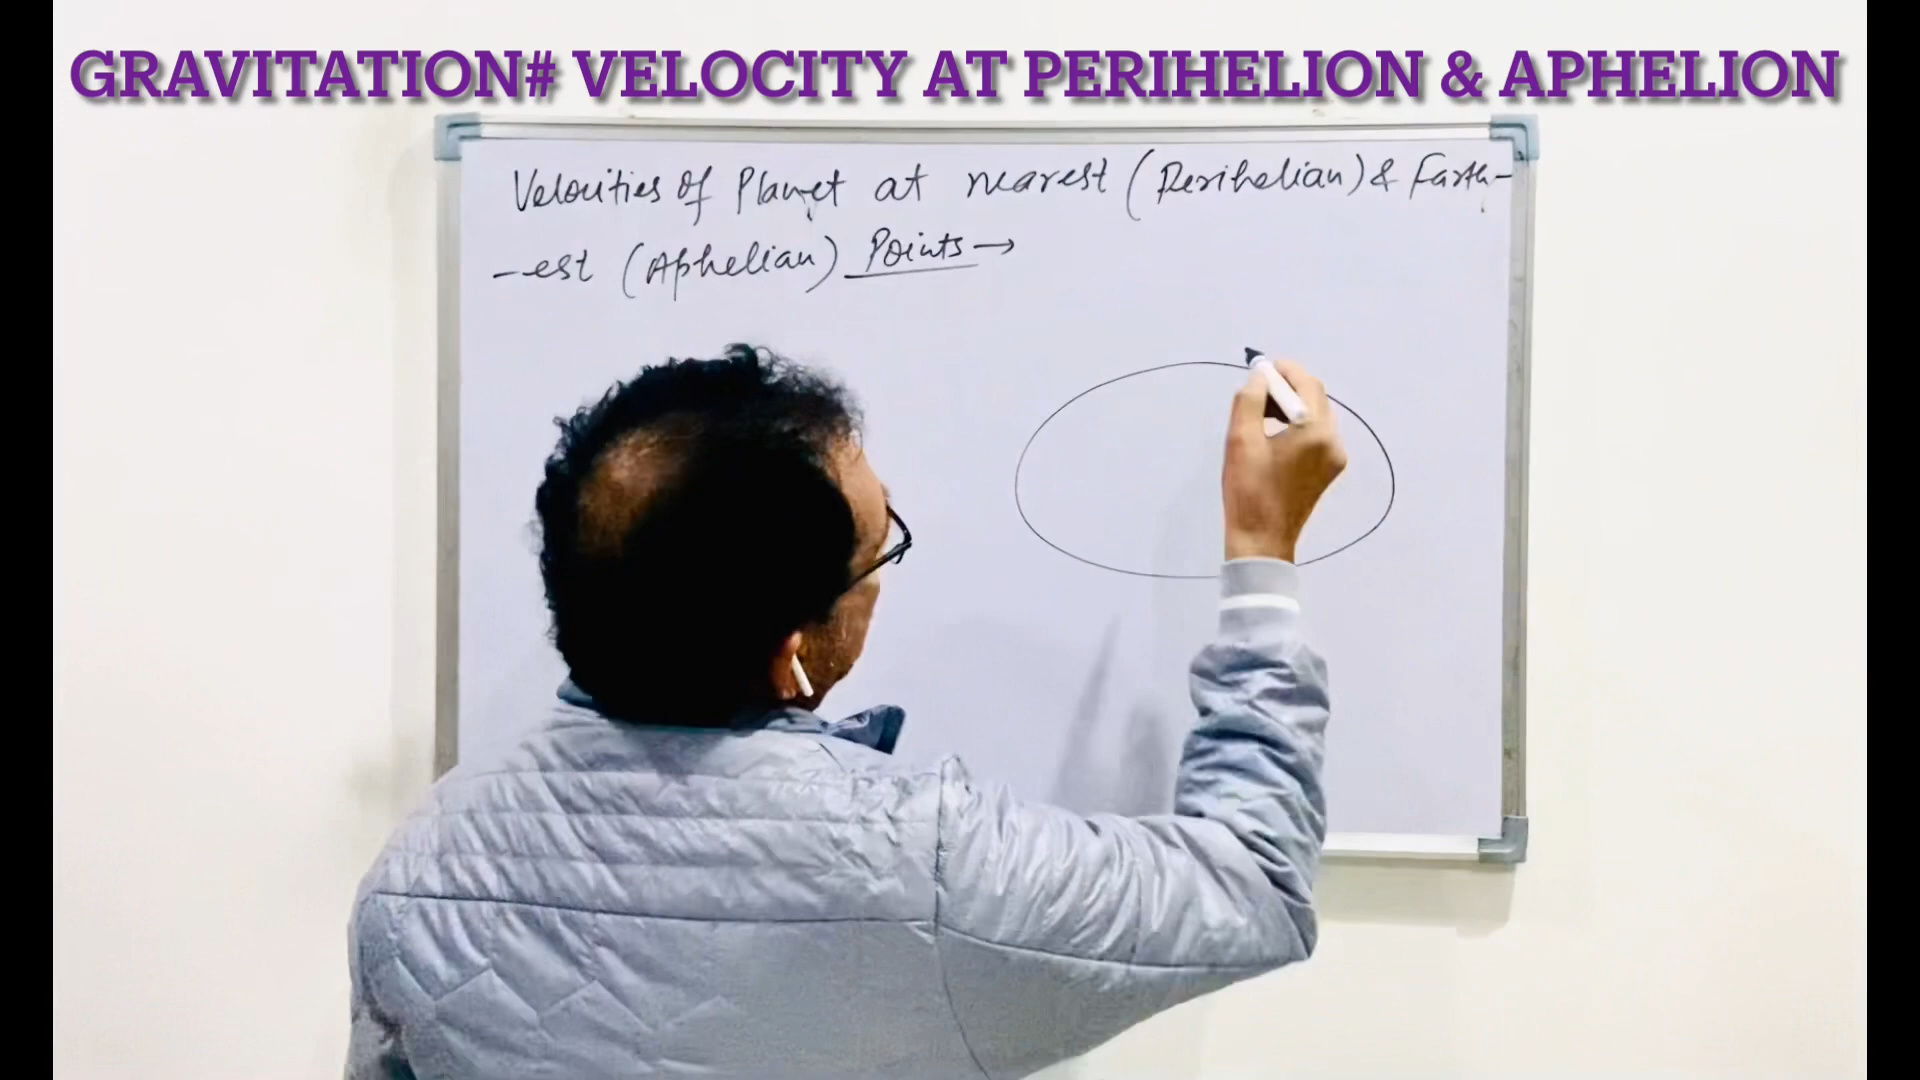 GRAVITATION# VELOCITY AT PERIHELION & APHELION
Velocities of Planet at nearest (Perihelian) & Farth-
-est (Aphelian) Points →